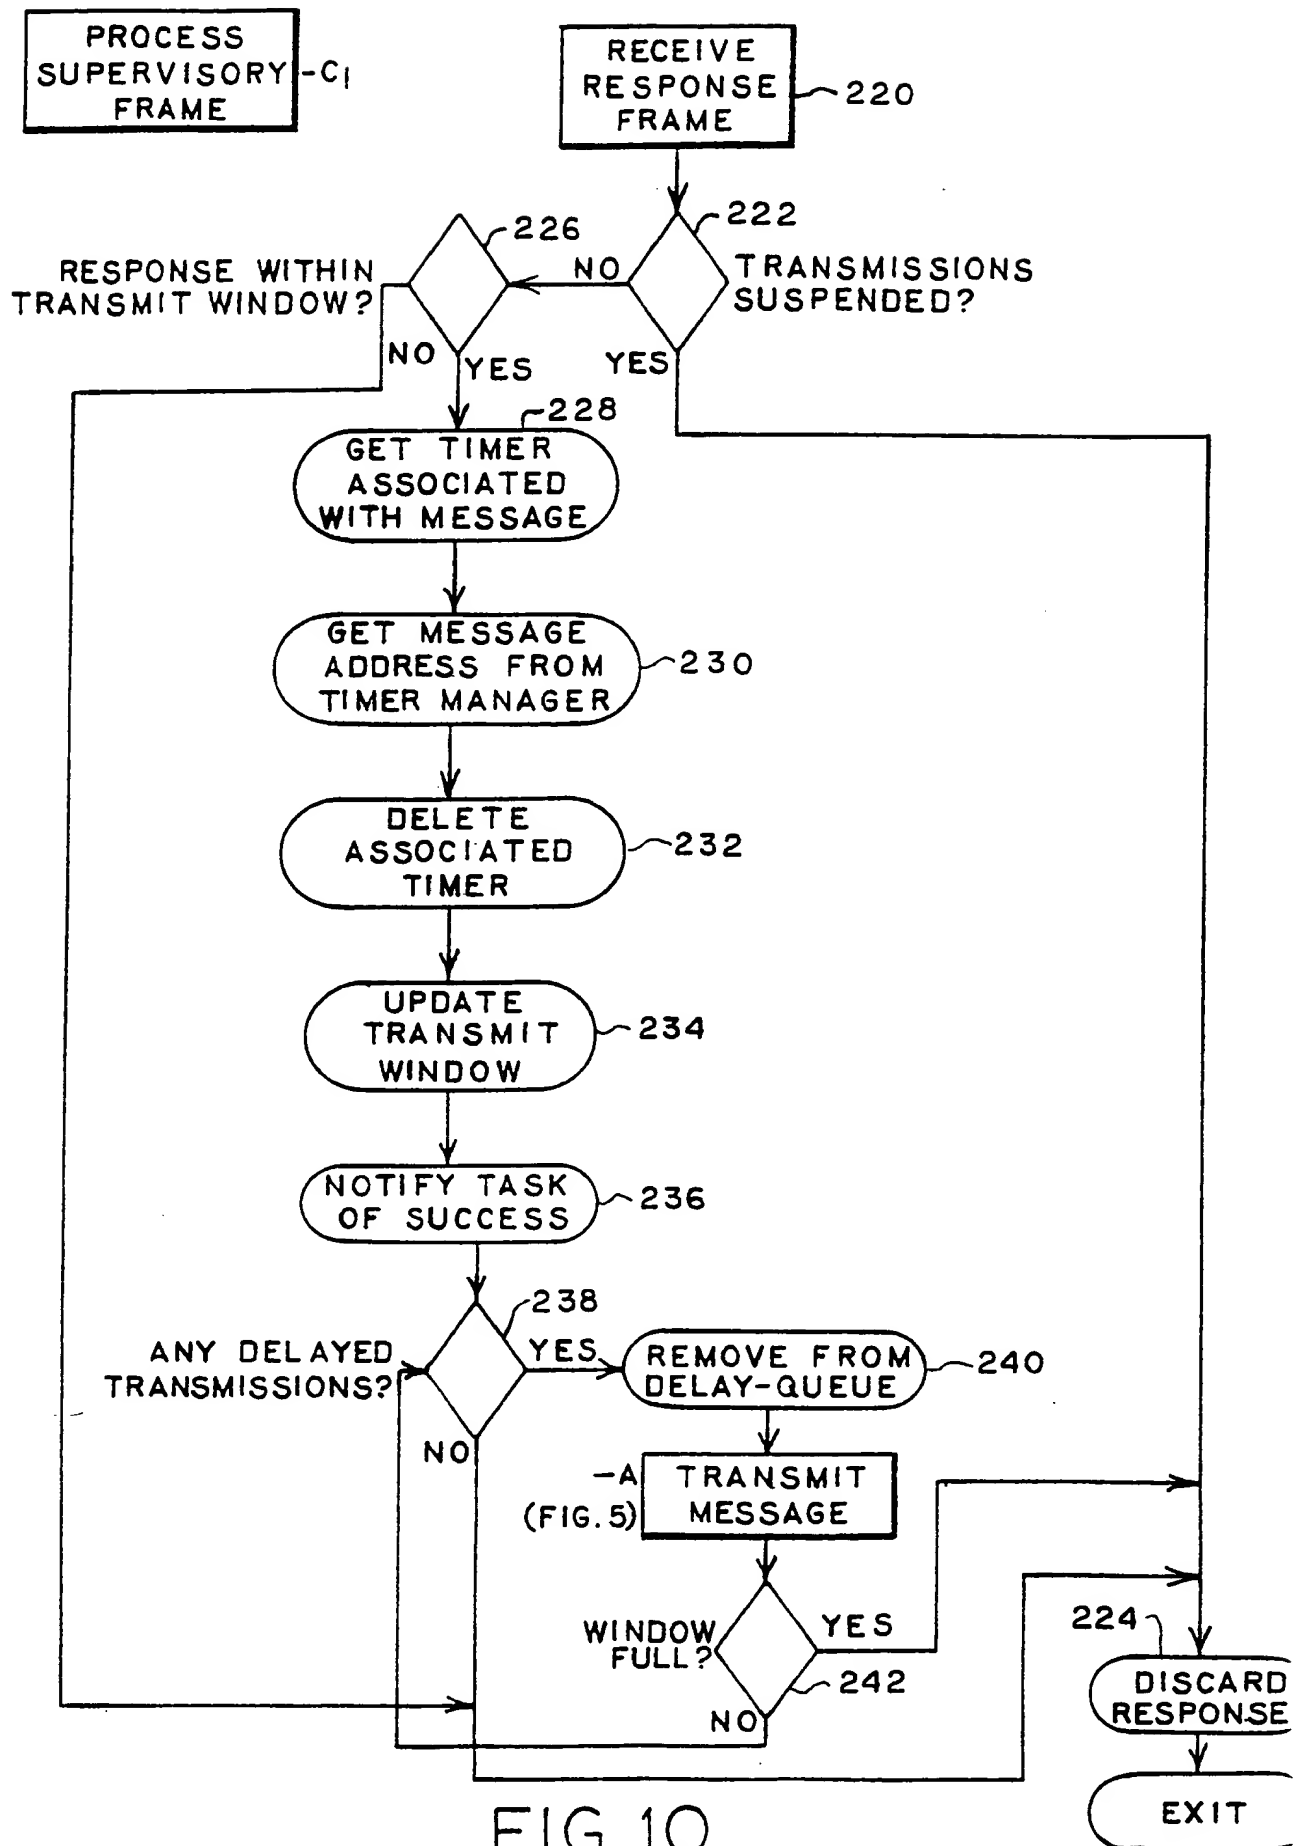 PROCESS
SUPERVISORY
FRAME
-C1
RECEIVE
RESPONSE
FRAME
220
222
TRANSMISSIONS
SUSPENDED?
NO
YES
226
RESPONSE WITHIN
TRANSMIT WINDOW?
NO
YES
228
GET TIMER
ASSOCIATED
WITH MESSAGE
GET MESSAGE
ADDRESS FROM
TIMER MANAGER
230
DELETE
ASSOCIATED
TIMER
232
UPDATE
TRANSMIT
WINDOW
234
NOTIFY TASK
OF SUCCESS
236
238
ANY DELAYED
TRANSMISSIONS?
YES
NO
REMOVE FROM
DELAY-QUEUE
240
-A
(FIG. 5)
TRANSMIT
MESSAGE
WINDOW
FULL?
YES
242
NO
224
DISCARD
RESPONSE
EXIT
FIG 10